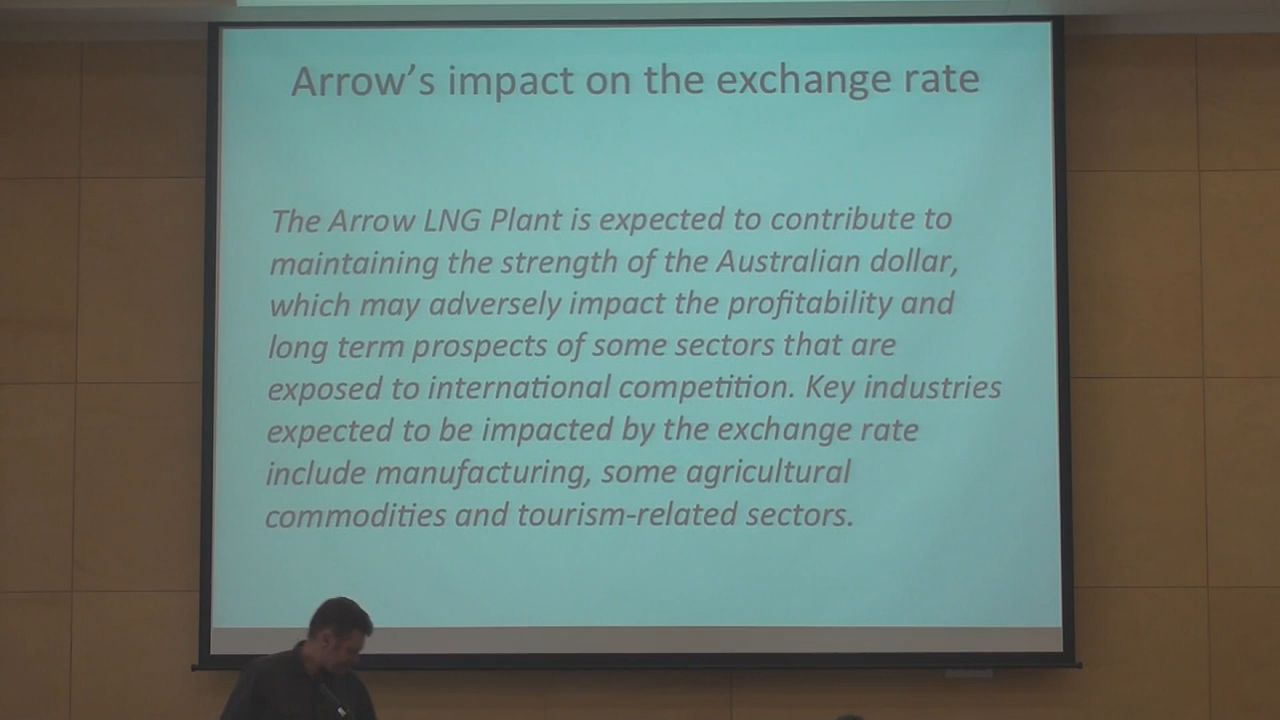 Arrow's impact on the exchange rate
The Arrow LNG Plant is expected to contribute to
maintaining the strength of the Australian dollar,
which may adversely impact the profitability and
long term prospects of some sectors that are
exposed to international competition. Key industries
expected to be impacted by the exchange rate
include manufacturing, some agricultural
commodities and tourism-related sectors.